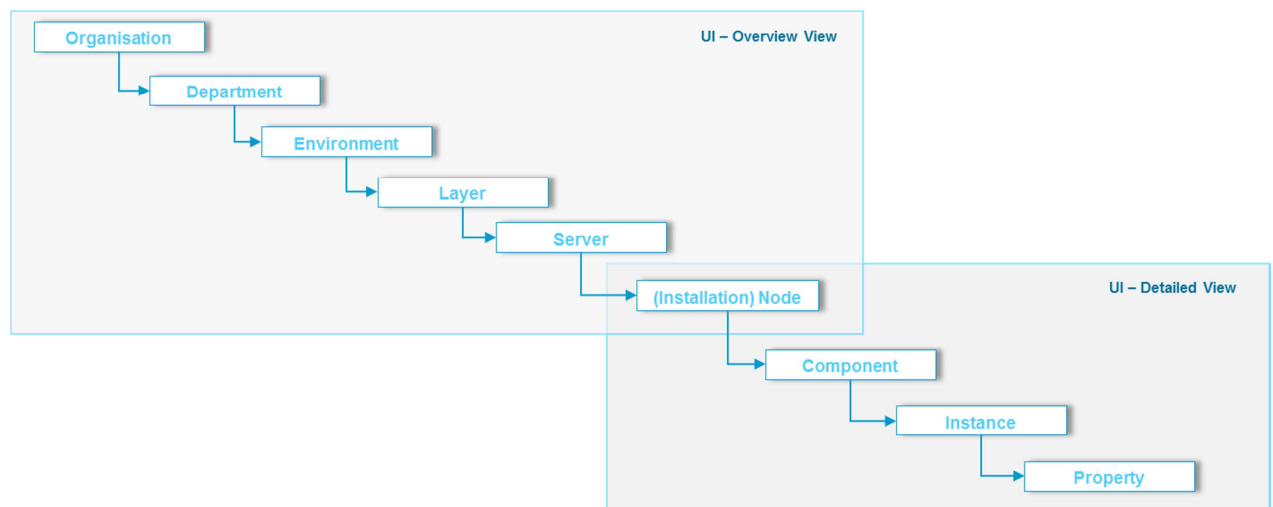 Organisation
UI – Overview View
Department
Environment
Layer
Server
(Installation) Node
UI – Detailed View
Component
Instance
Property